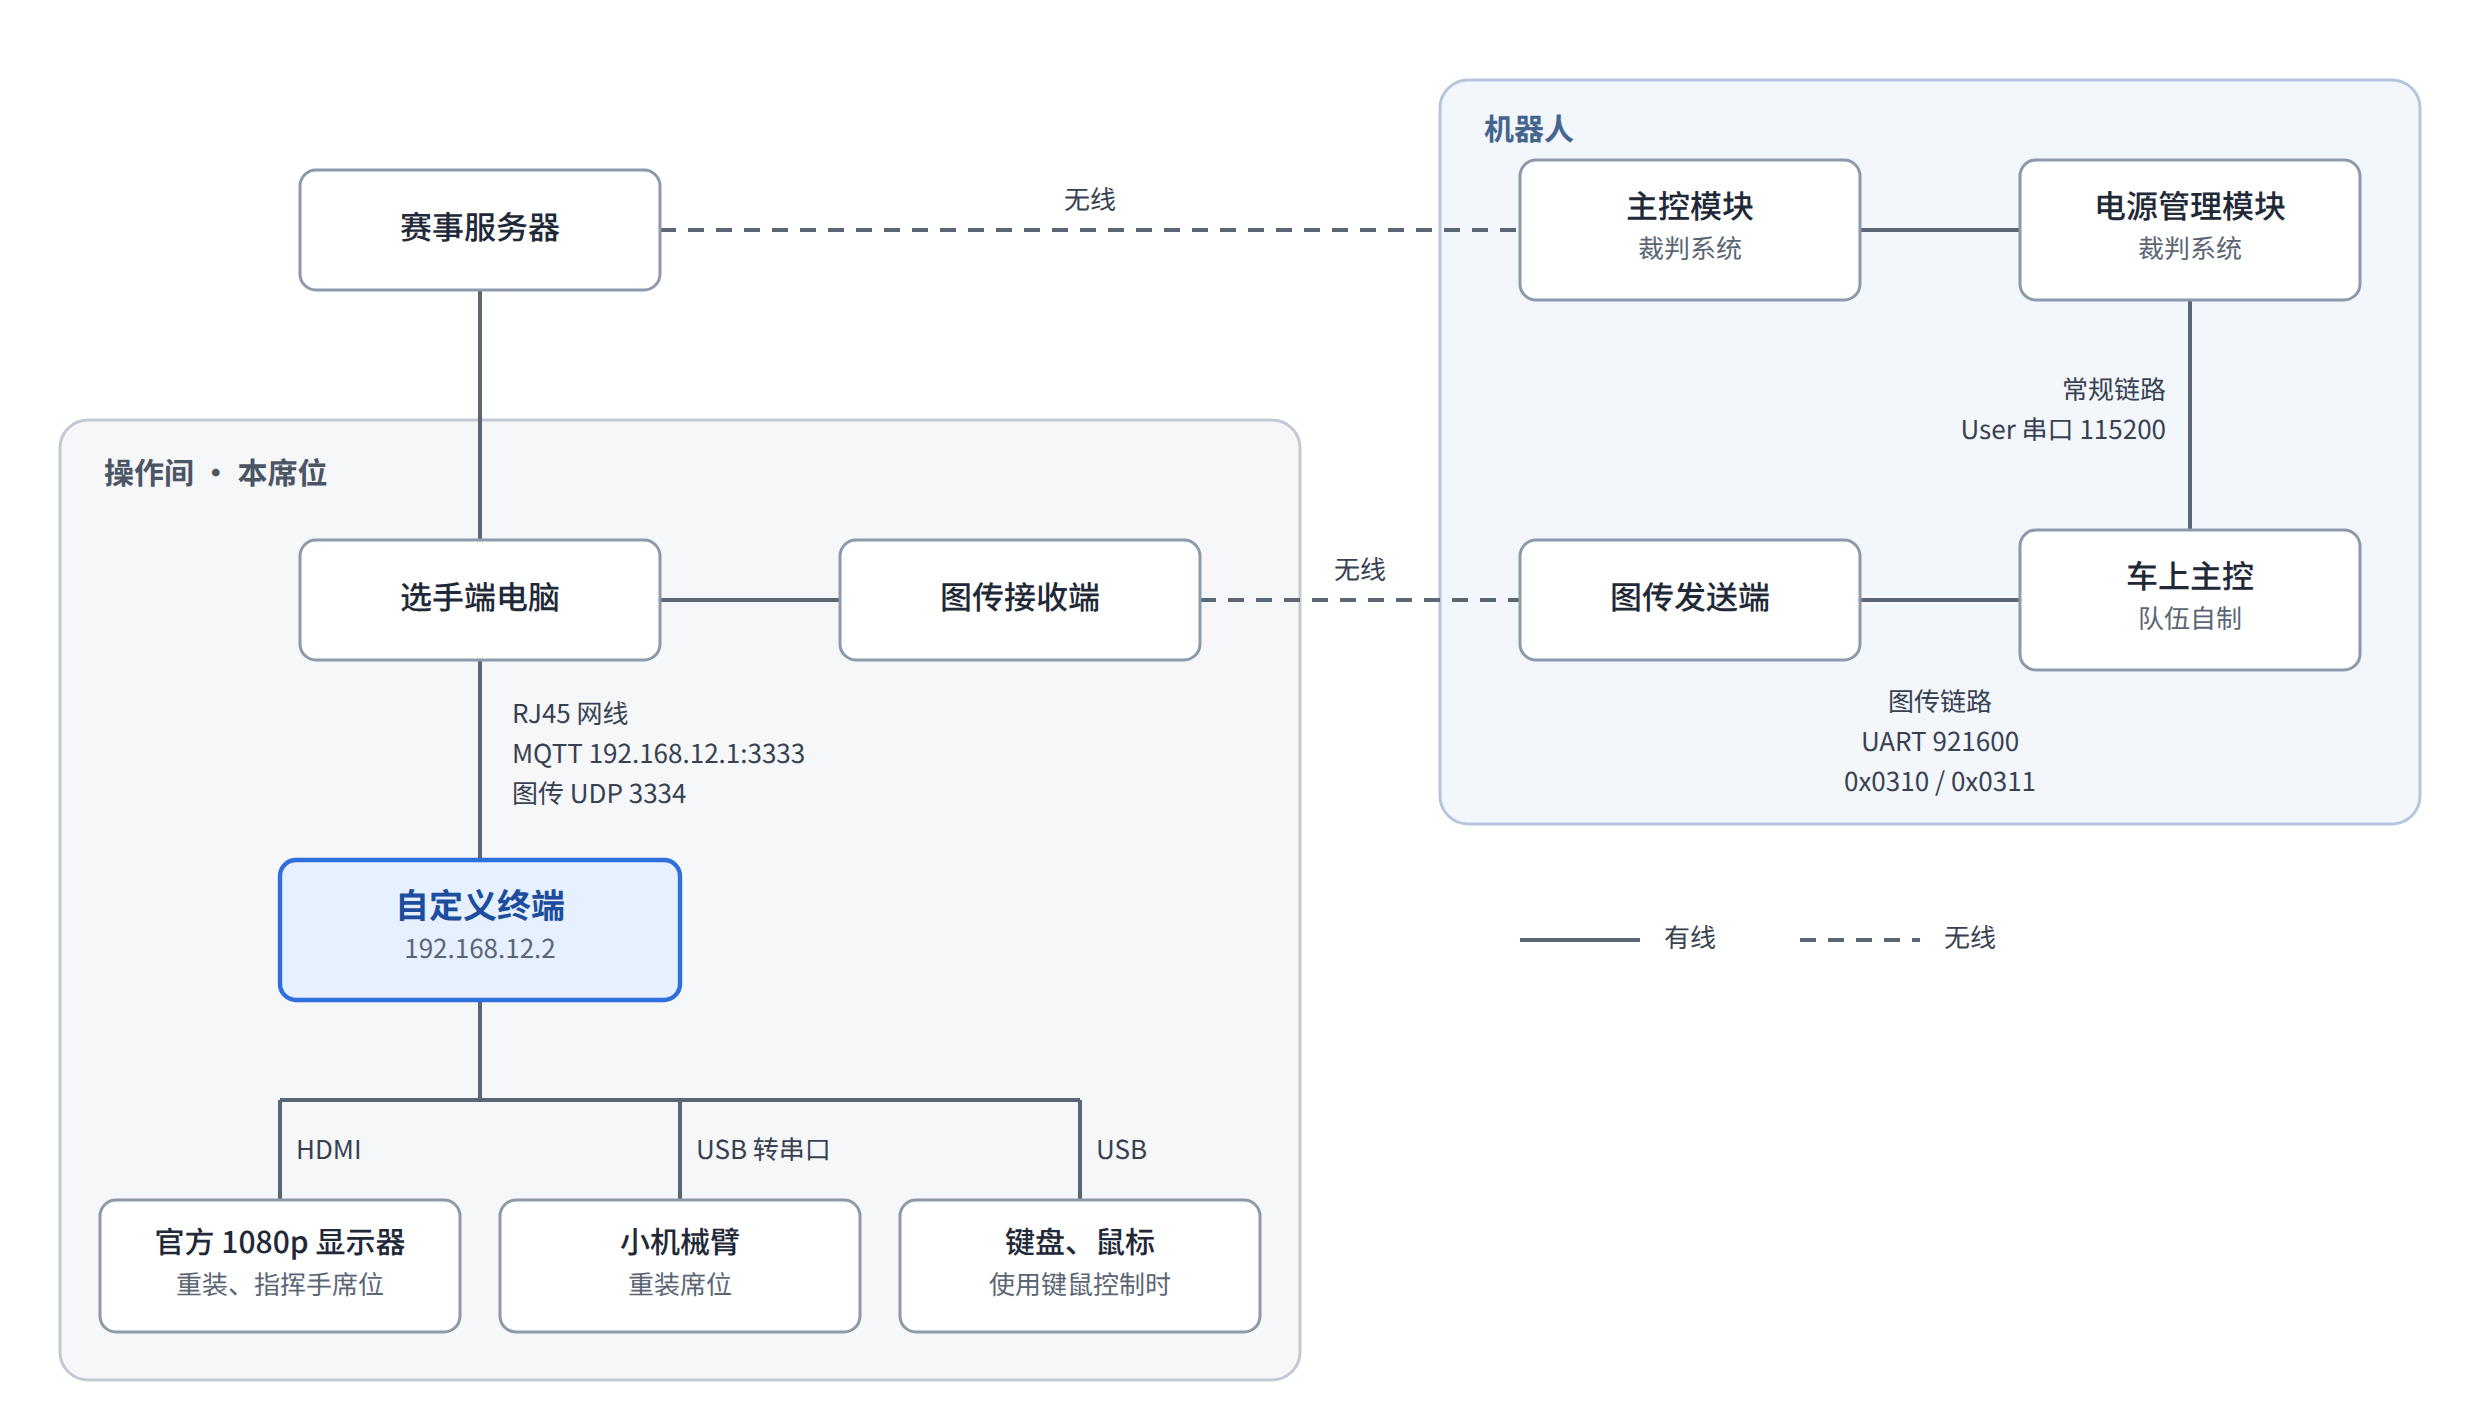 机器人
赛事服务器
无线
主控模块
裁判系统
电源管理模块
裁判系统
常规链路
User 串口 115200
操作间 · 本席位
选手端电脑
图传接收端
无线
图传发送端
车上主控
队伍自制
RJ45 网线
MQTT 192.168.12.1:3333
图传 UDP 3334
图传链路
UART 921600
0x0310 / 0x0311
自定义终端
192.168.12.2
有线
无线
HDMI
USB 转串口
USB
官方 1080p 显示器
重装、指挥手席位
小机械臂
重装席位
键盘、鼠标
使用键鼠控制时